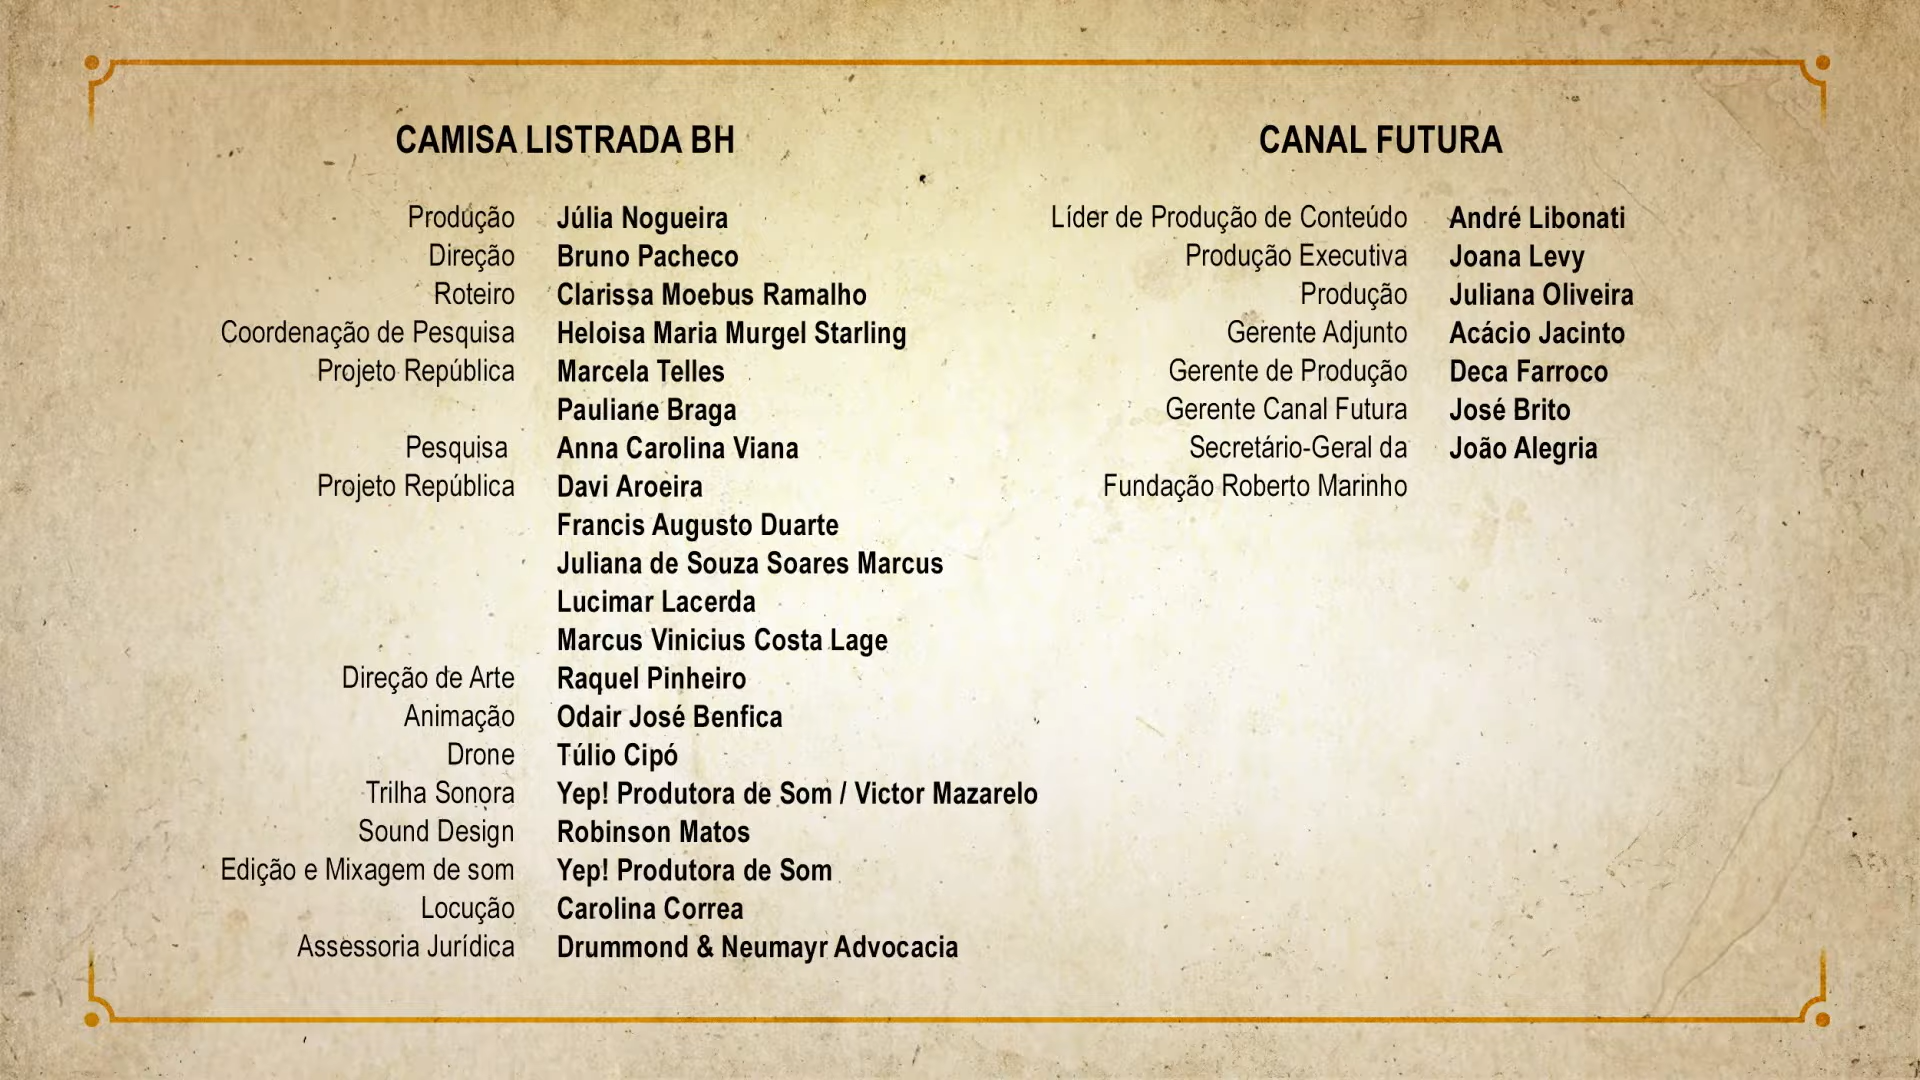 CAMISA LISTRADA BH
Produção Júlia Nogueira
Direção Bruno Pacheco
Roteiro Clarissa Moebus Ramalho
Coordenação de Pesquisa Heloisa Maria Murgel Starling
Projeto República Marcela Telles
Pauliane Braga
Pesquisa Anna Carolina Viana
Projeto República Davi Aroeira
Francis Augusto Duarte
Juliana de Souza Soares Marcus
Lucimar Lacerda
Marcus Vinicius Costa Lage
Direção de Arte Raquel Pinheiro
Animação Odair José Benfica
Drone Túlio Cipó
Trilha Sonora Yep! Produtora de Som / Victor Mazarelo
Sound Design Robinson Matos
Edição e Mixagem de som Yep! Produtora de Som
Locução Carolina Correa
Assessoria Jurídica Drummond & Neumayr Advocacia
CANAL FUTURA
Líder de Produção de Conteúdo André Libonati
Produção Executiva Joana Levy
Produção Juliana Oliveira
Gerente Adjunto Acácio Jacinto
Gerente de Produção Deca Farroco
Gerente Canal Futura José Brito
Secretário-Geral da João Alegria
Fundação Roberto Marinho